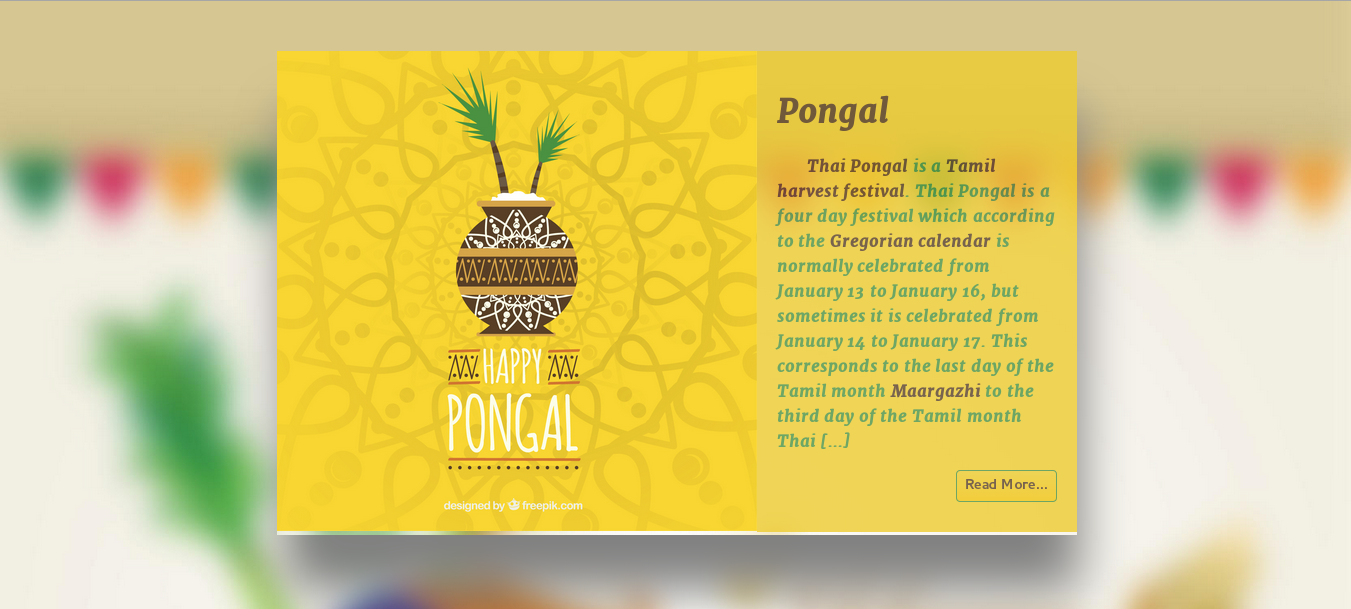 HAPPY
PONGAL
designed by freepik.com
Pongal
Thai Pongal is a Tamil
harvest festival. Thai Pongal is a
four day festival which according
to the Gregorian calendar is
normally celebrated from
January 13 to January 16, but
sometimes it is celebrated from
January 14 to January 17. This
corresponds to the last day of the
Tamil month Maargazhi to the
third day of the Tamil month
Thai [...]
Read More...